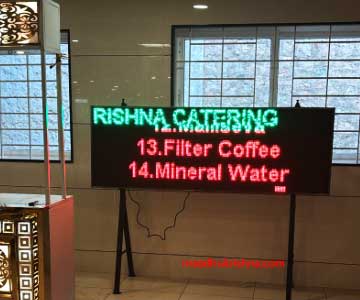 RISHNA CATERING
13.Filter Coffee
14.Mineral Water